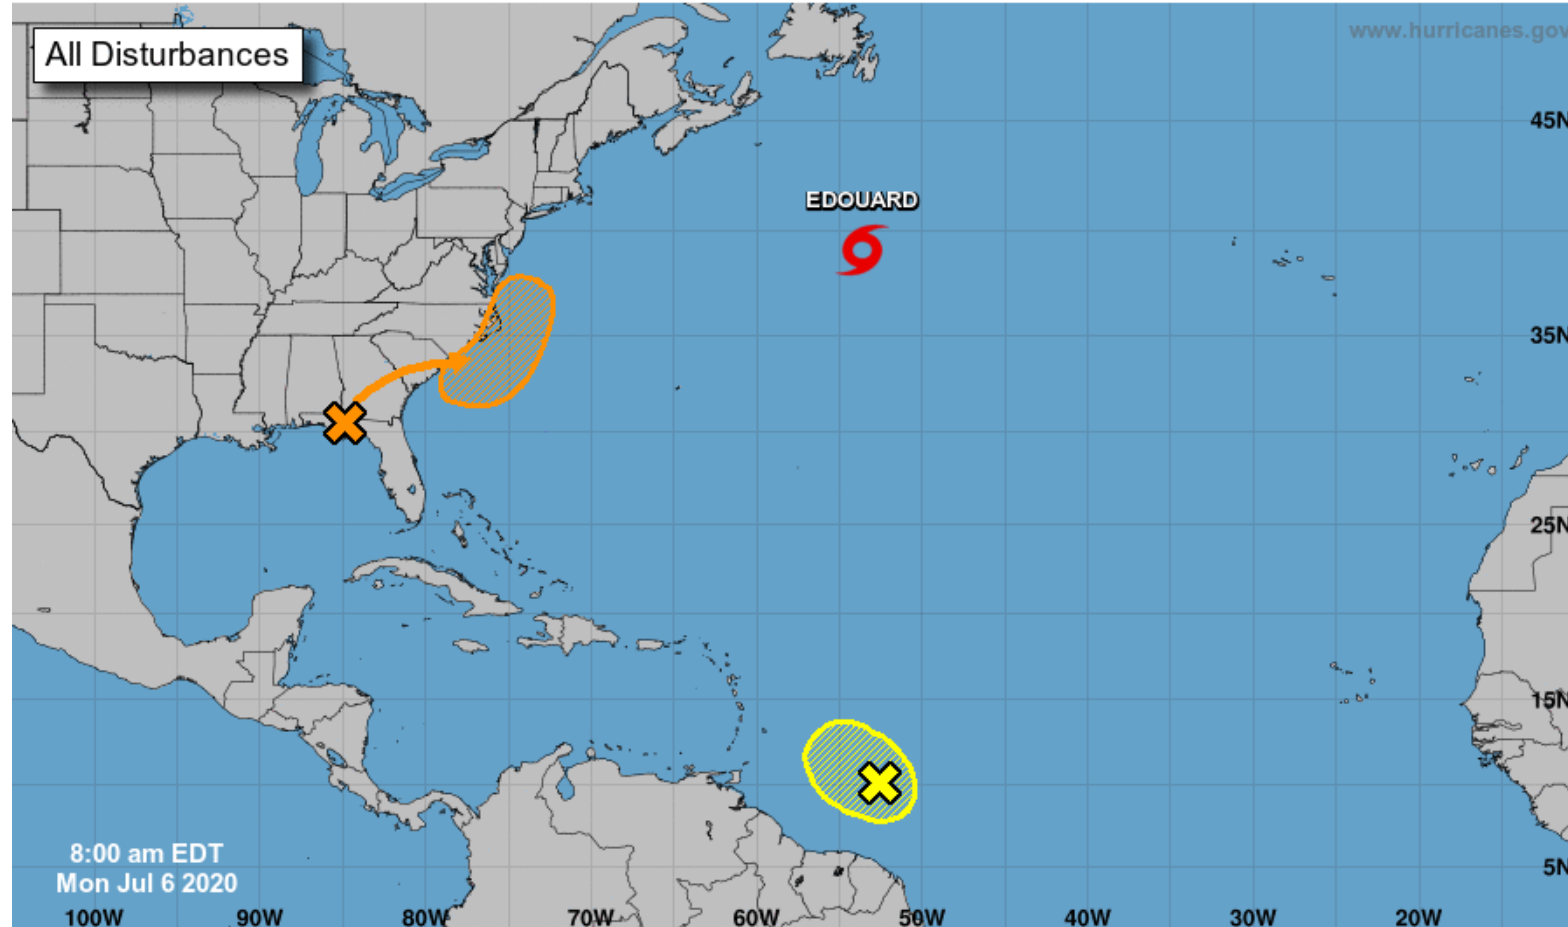 All Disturbances
www.hurricanes.gov
45N
EDOUARD
35N
25N
15N
8:00 am EDT
Mon Jul 6 2020
5N
100W 90W 80W 70W 60W 50W 40W 30W 20W